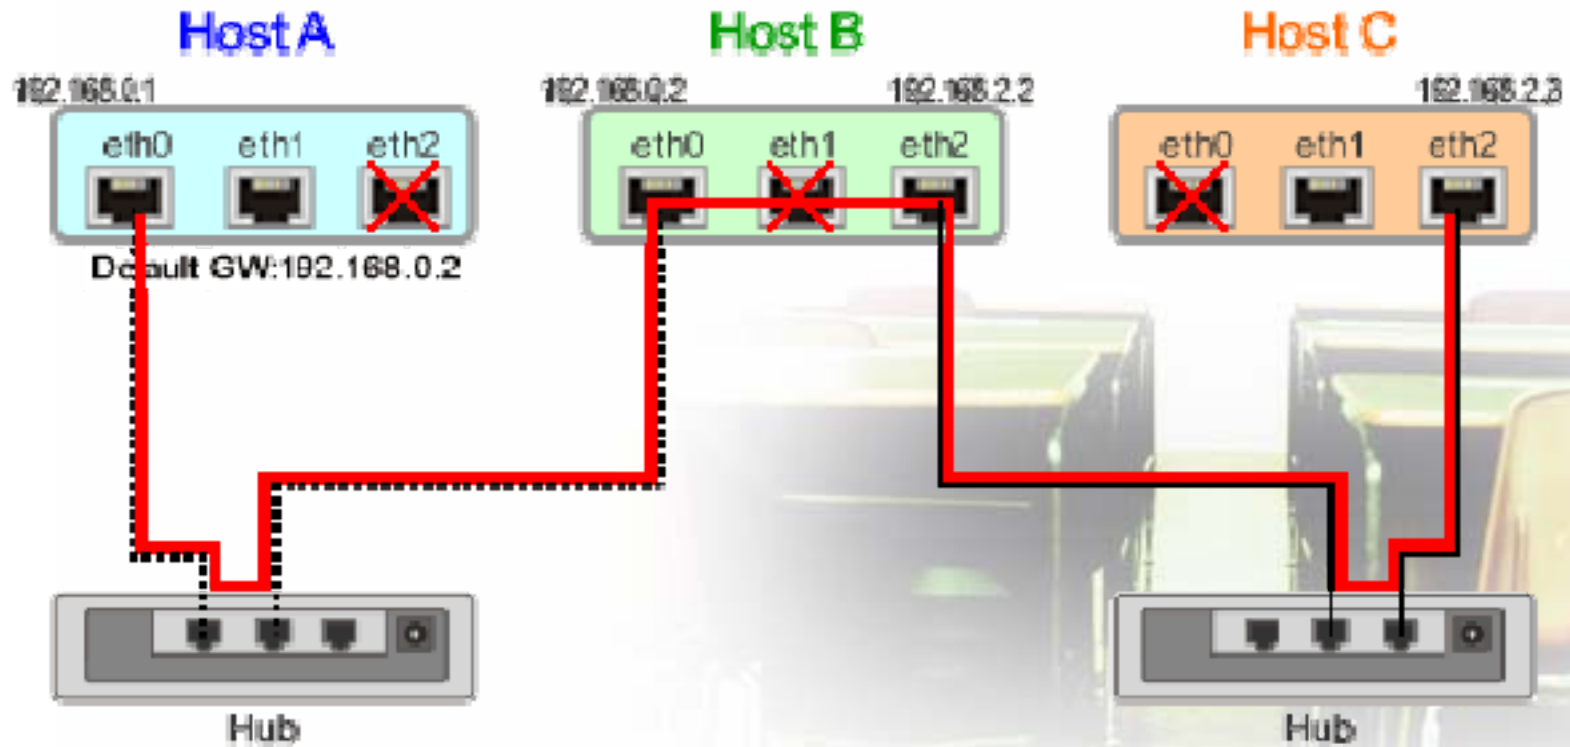 Host A
Host B
Host C
192.168.0.1
192.168.0.2
192.168.2.2
192.168.2.3
eth0
eth1
eth2
eth0
eth1
eth2
eth0
eth1
eth2
Default GW:192.168.0.2
Hub
Hub